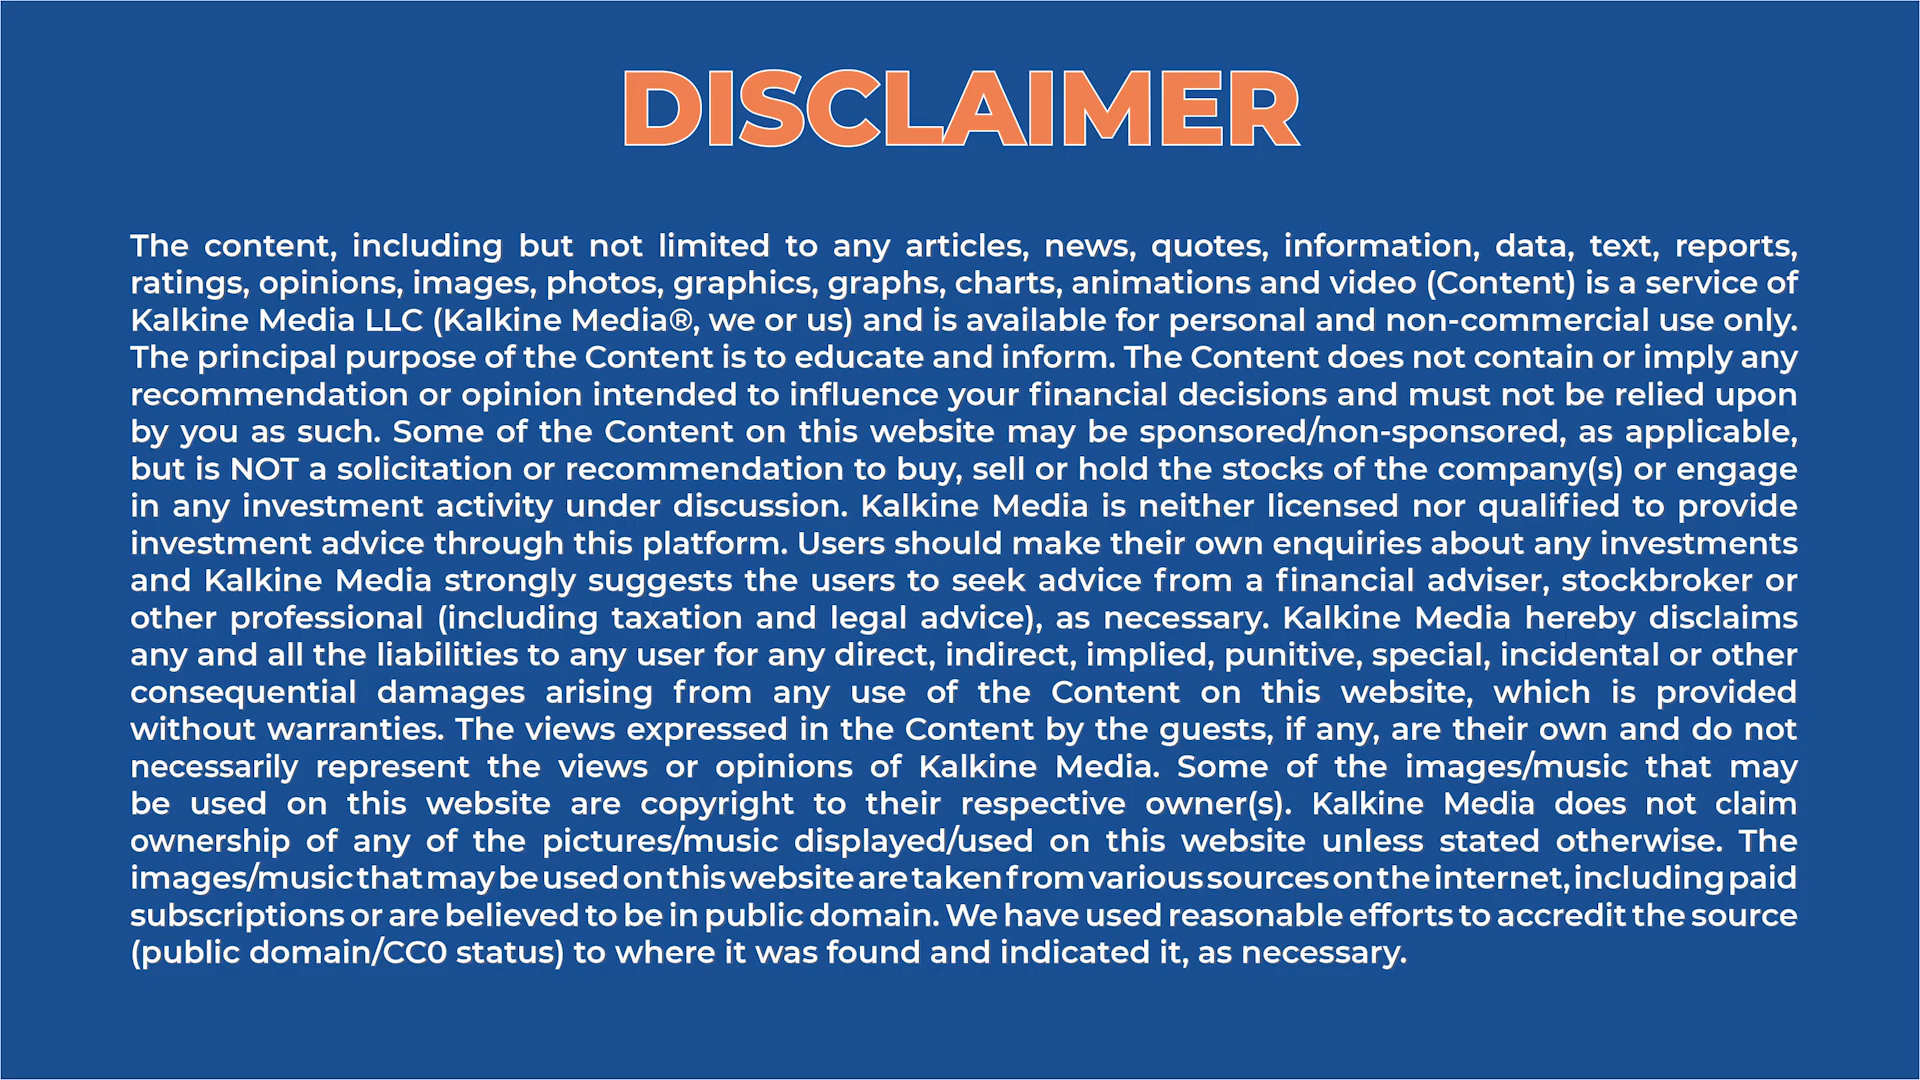 DISCLAIMER
The content, including but not limited to any articles, news, quotes, information, data, text, reports,
ratings, opinions, images, photos, graphics, graphs, charts, animations and video (Content) is a service of
Kalkine Media LLC (Kalkine Media®, we or us) and is available for personal and non-commercial use only.
The principal purpose of the Content is to educate and inform. The Content does not contain or imply any
recommendation or opinion intended to influence your financial decisions and must not be relied upon
by you as such. Some of the Content on this website may be sponsored/non-sponsored, as applicable,
but is NOT a solicitation or recommendation to buy, sell or hold the stocks of the company(s) or engage
in any investment activity under discussion. Kalkine Media is neither licensed nor qualified to provide
investment advice through this platform. Users should make their own enquiries about any investments
and Kalkine Media strongly suggests the users to seek advice from a financial adviser, stockbroker or
other professional (including taxation and legal advice), as necessary. Kalkine Media hereby disclaims
any and all the liabilities to any user for any direct, indirect, implied, punitive, special, incidental or other
consequential damages arising from any use of the Content on this website, which is provided
without warranties. The views expressed in the Content by the guests, if any, are their own and do not
necessarily represent the views or opinions of Kalkine Media. Some of the images/music that may
be used on this website are copyright to their respective owner(s). Kalkine Media does not claim
ownership of any of the pictures/music displayed/used on this website unless stated otherwise. The
images/music that may be used on this website are taken from various sources on the internet, including paid
subscriptions or are believed to be in public domain. We have used reasonable efforts to accredit the source
(public domain/CC0 status) to where it was found and indicated it, as necessary.